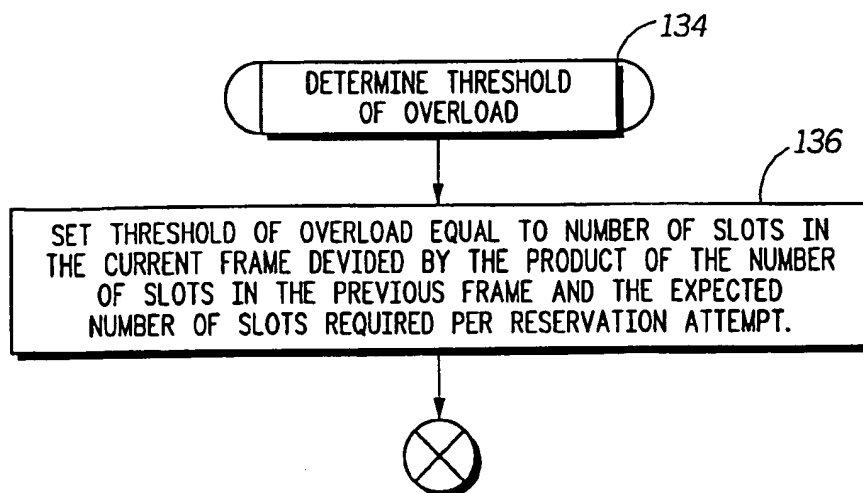 134
DETERMINE THRESHOLD
OF OVERLOAD
136
SET THRESHOLD OF OVERLOAD EQUAL TO NUMBER OF SLOTS IN
THE CURRENT FRAME DEVIDED BY THE PRODUCT OF THE NUMBER
OF SLOTS IN THE PREVIOUS FRAME AND THE EXPECTED
NUMBER OF SLOTS REQUIRED PER RESERVATION ATTEMPT.